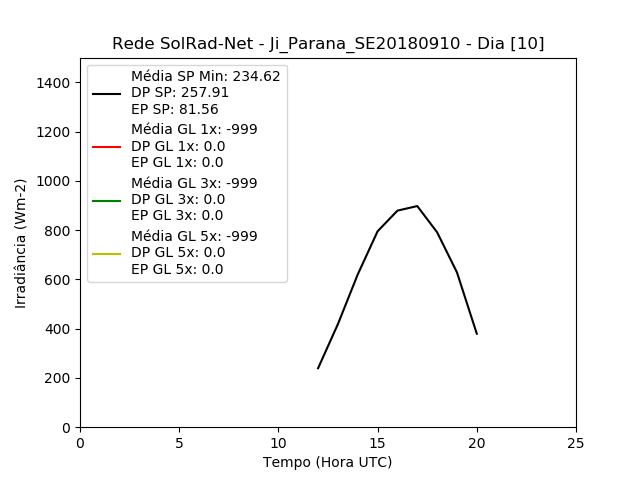 Rede SolRad-Net - Ji_Parana_SE20180910 - Dia [10]
Média SP Min: 234.62
DP SP: 257.91
EP SP: 81.56
Média GL 1x: -999
DP GL 1x: 0.0
EP GL 1x: 0.0
Média GL 3x: -999
DP GL 3x: 0.0
EP GL 3x: 0.0
Média GL 5x: -999
DP GL 5x: 0.0
EP GL 5x: 0.0
Irradiância (Wm-2)
1400
1200
1000
800
600
400
200
0
0 5 10 15 20 25
Tempo (Hora UTC)